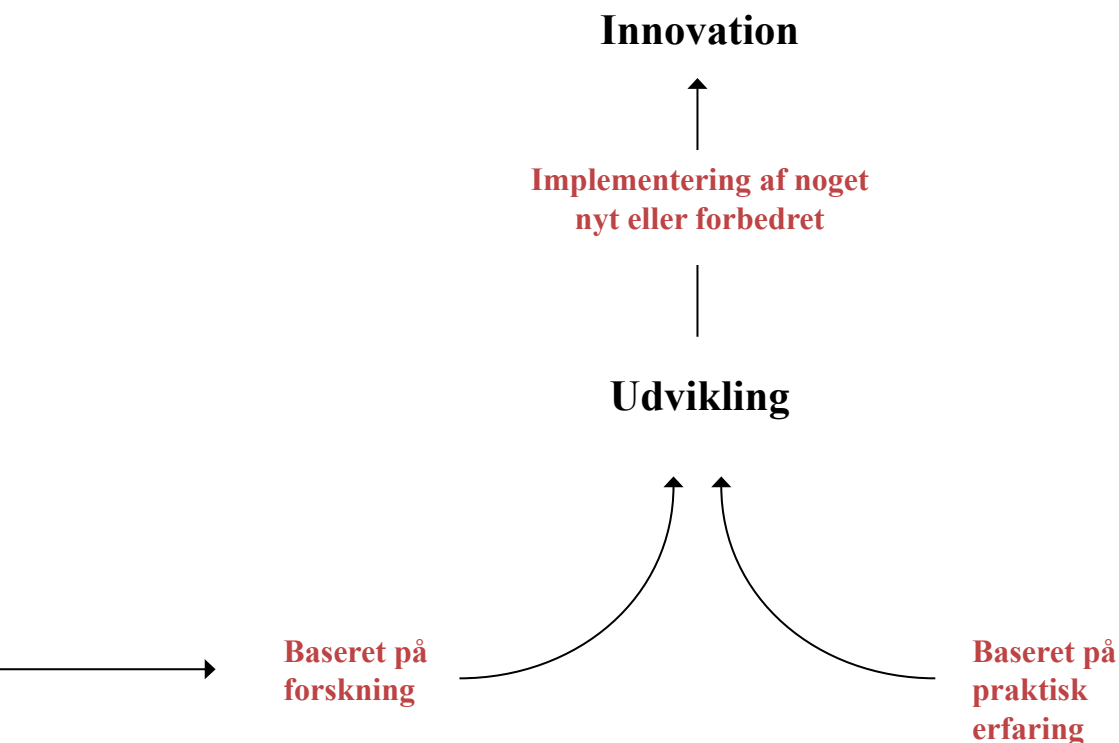 Innovation
Implementering af noget
nyt eller forbedret
Udvikling
Baseret på
forskning
Baseret på
praktisk
erfaring